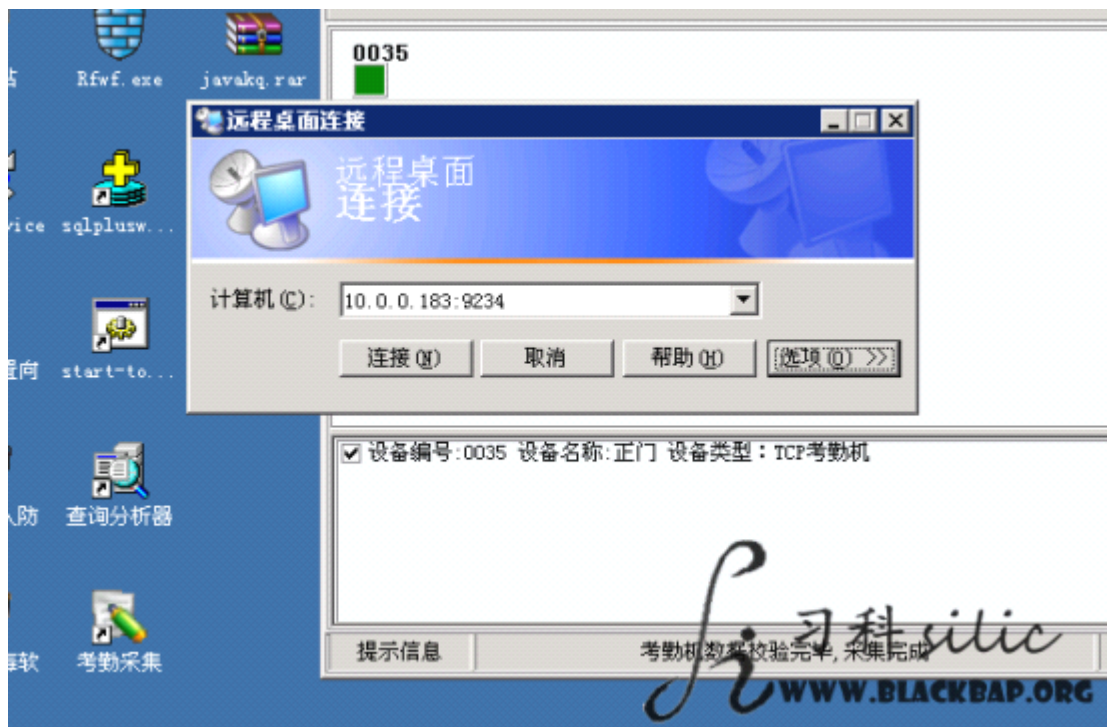 0035
Rfwf.exe
javakq.rar
远程桌面连接
远程桌面
连接
vice
sqlplusw...
计算机(C):
10.0.0.183:9234
连接(N)
取消
帮助(H)
选项(O) >>
置向
start-to...
设备编号:0035 设备名称:正门 设备类型：TCP考勤机
人防
查询分析器
考勤采集
提示信息
考勤机数据校验完毕,采集完成
习科silic
WWW.BLACKBAP.ORG